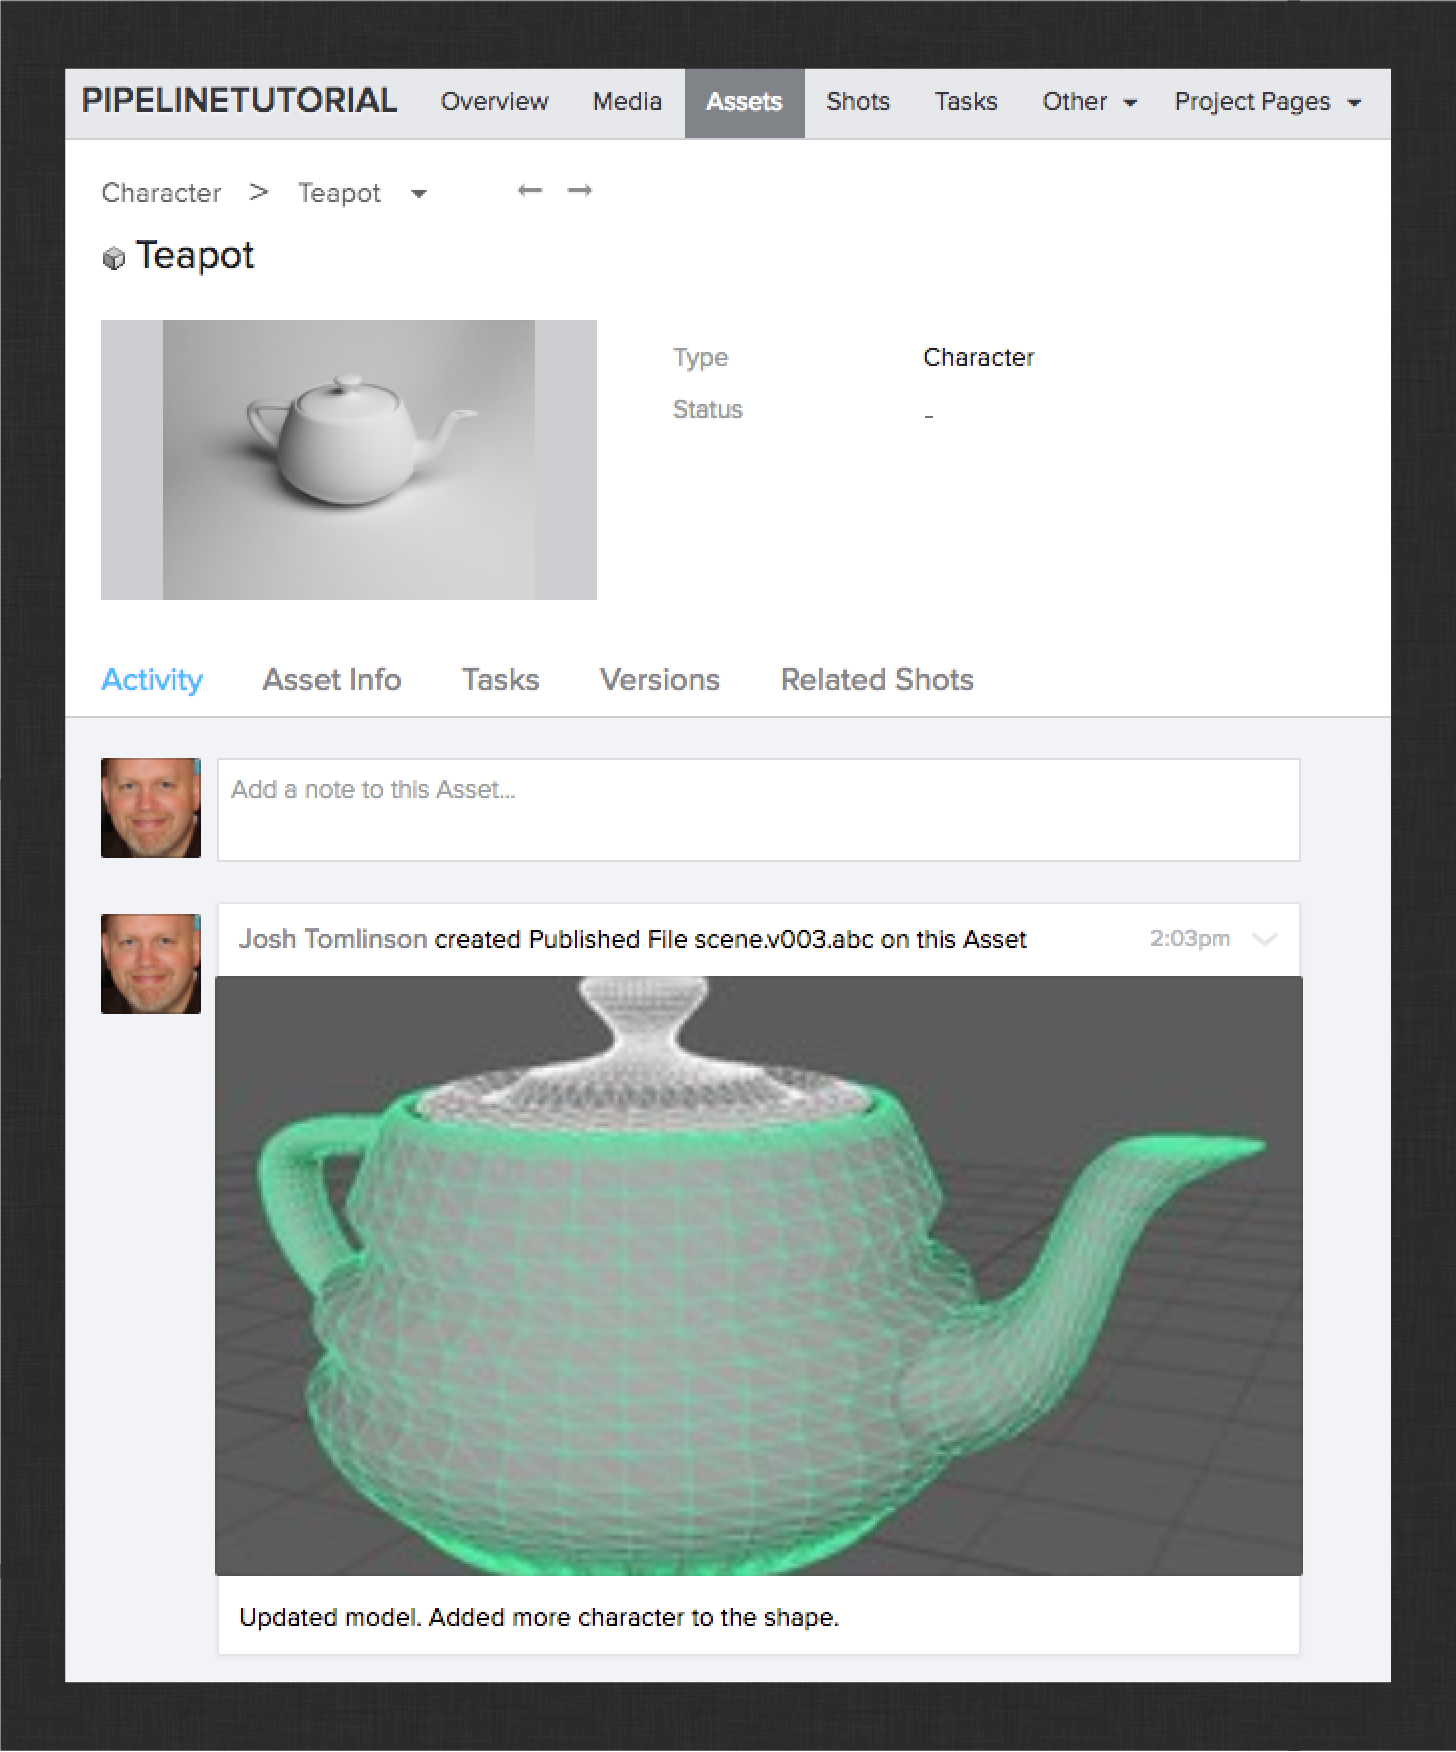 PIPELINETUTORIAL Overview Media Assets Shots Tasks Other Project Pages
Character > Teapot
Teapot
Type Character
Status -
Activity Asset Info Tasks Versions Related Shots
Add a note to this Asset...
Josh Tomlinson created Published File scene.v003.abc on this Asset 2:03pm
Updated model. Added more character to the shape.